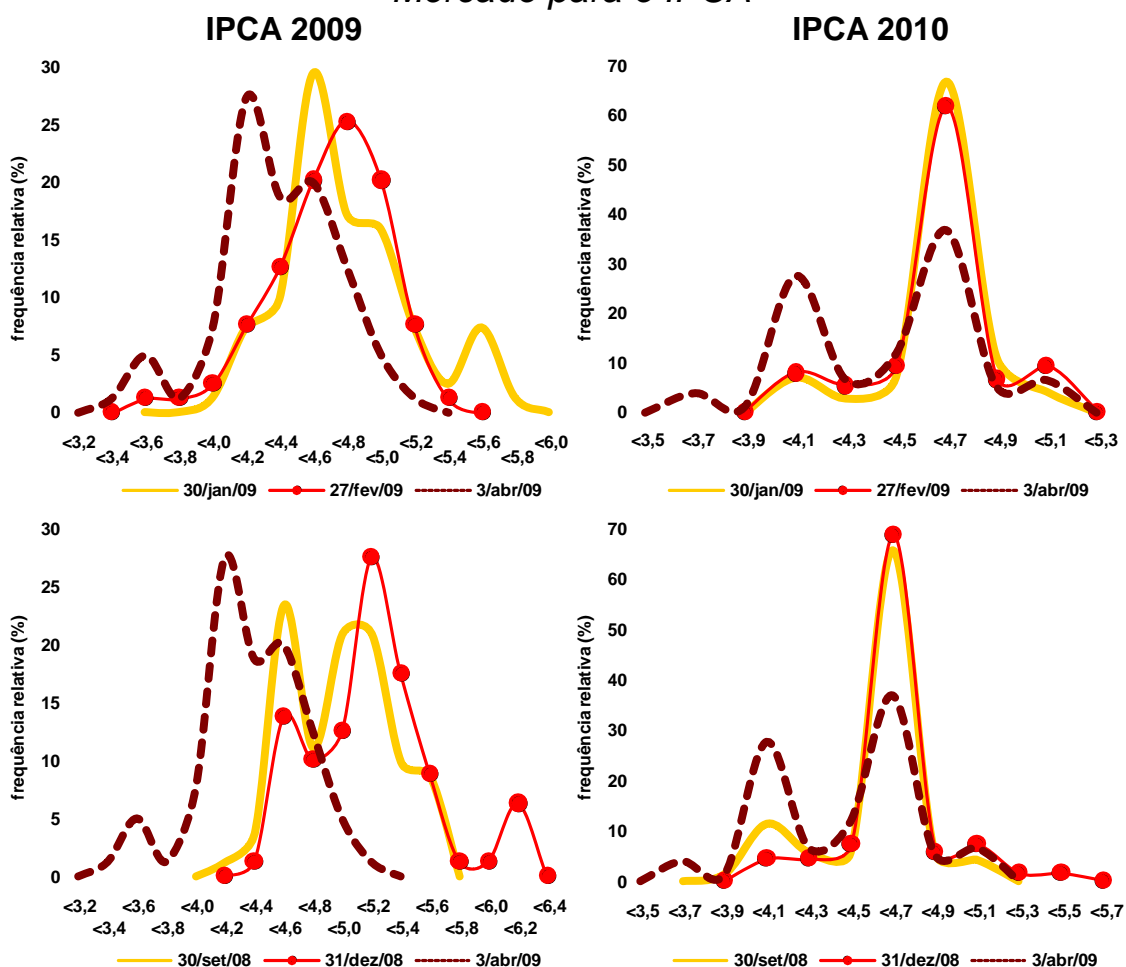 Mercado para o IPCA
IPCA 2009
IPCA 2010
frequência relativa (%)
30
25
20
15
10
5
0
<3,2 <3,6 <4,0 <4,4 <4,8 <5,2 <5,6 <6,0
<3,4 <3,8 <4,2 <4,6 <5,0 <5,4 <5,8
30/jan/09 27/fev/09 3/abr/09
frequência relativa (%)
70
60
50
40
30
20
10
0
<3,5 <3,7 <3,9 <4,1 <4,3 <4,5 <4,7 <4,9 <5,1 <5,3
30/jan/09 27/fev/09 3/abr/09
frequência relativa (%)
30
25
20
15
10
5
0
<3,2 <3,6 <4,0 <4,4 <4,8 <5,2 <5,6 <6,0 <6,4
<3,4 <3,8 <4,2 <4,6 <5,0 <5,4 <5,8 <6,2
30/set/08 31/dez/08 3/abr/09
frequência relativa (%)
70
60
50
40
30
20
10
0
<3,5 <3,7 <3,9 <4,1 <4,3 <4,5 <4,7 <4,9 <5,1 <5,3 <5,5 <5,7
30/set/08 31/dez/08 3/abr/09